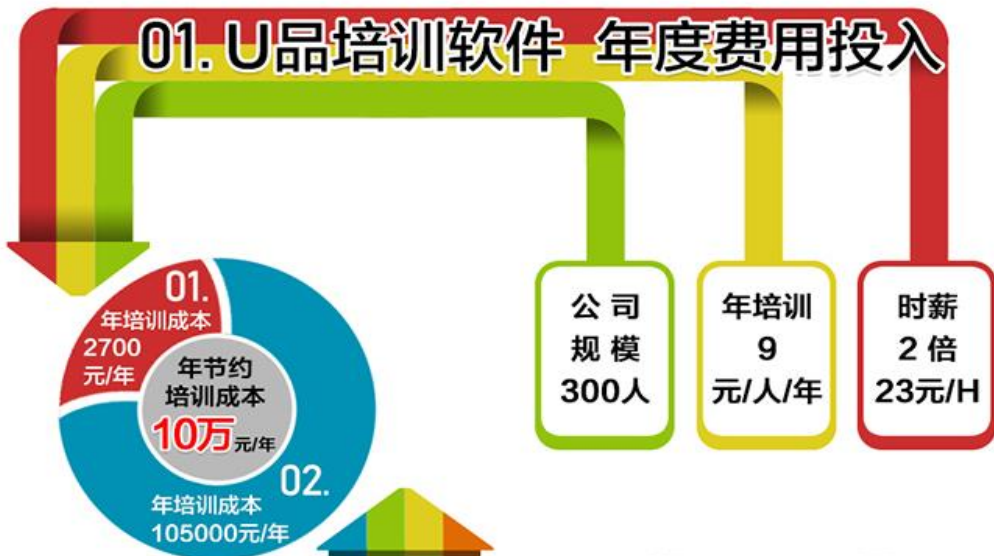 01. U品培训软件 年度费用投入
01.
年培训成本
2700
元/年
年节约
培训成本
10万元/年
02.
年培训成本
105000元/年
公司
规模
300人
年培训
9
元/人/年
时薪
2倍
23元/H